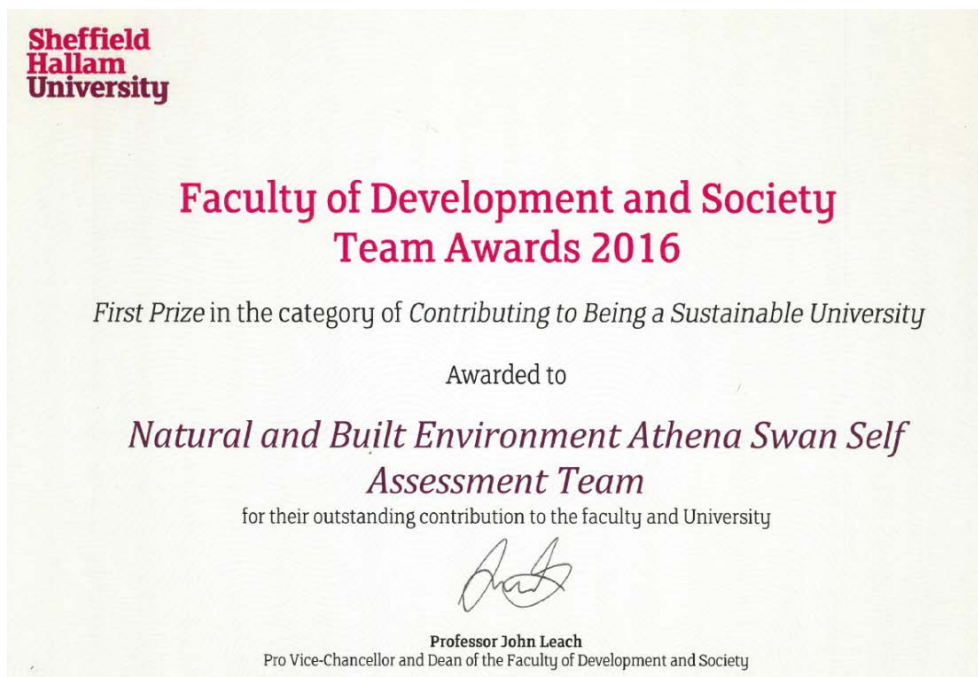 Sheffield
Hallam
University
Faculty of Development and Society
Team Awards 2016
First Prize in the category of Contributing to Being a Sustainable University
Awarded to
Natural and Built Environment Athena Swan Self
Assessment Team
for their outstanding contribution to the faculty and University
Professor John Leach
Pro Vice-Chancellor and Dean of the Faculty of Development and Society